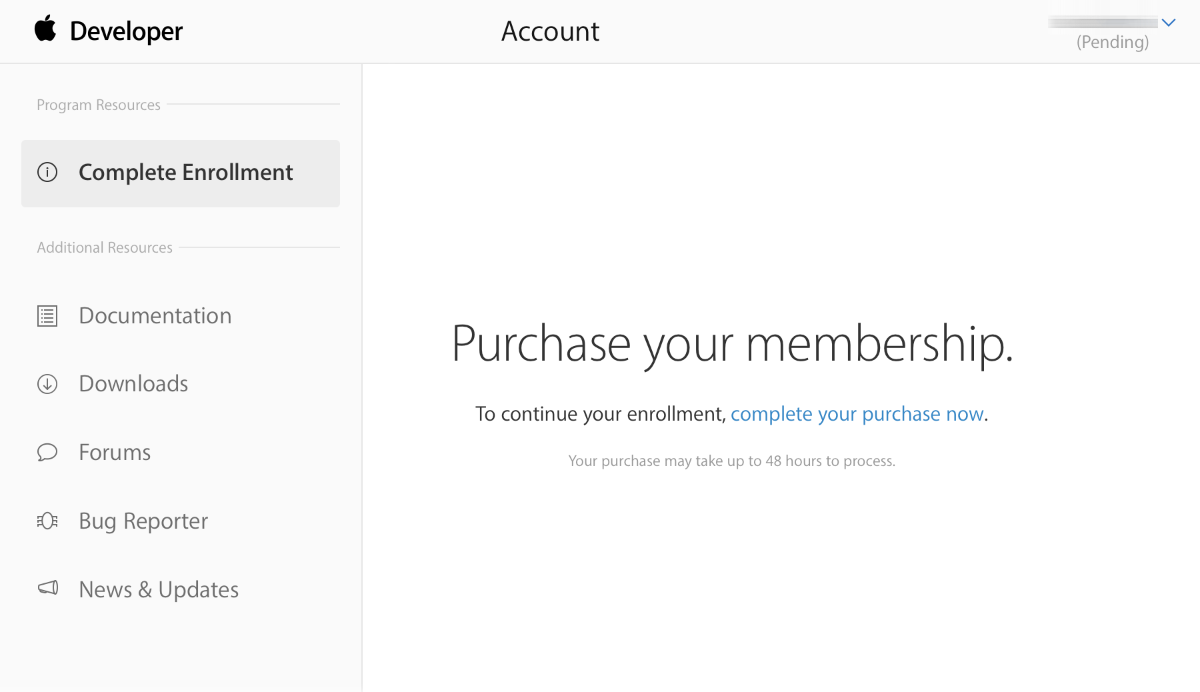 Developer
Account
(Pending)
Program Resources
Complete Enrollment
Additional Resources
Documentation
Downloads
Forums
Bug Reporter
News & Updates
Purchase your membership.
To continue your enrollment, complete your purchase now.
Your purchase may take up to 48 hours to process.